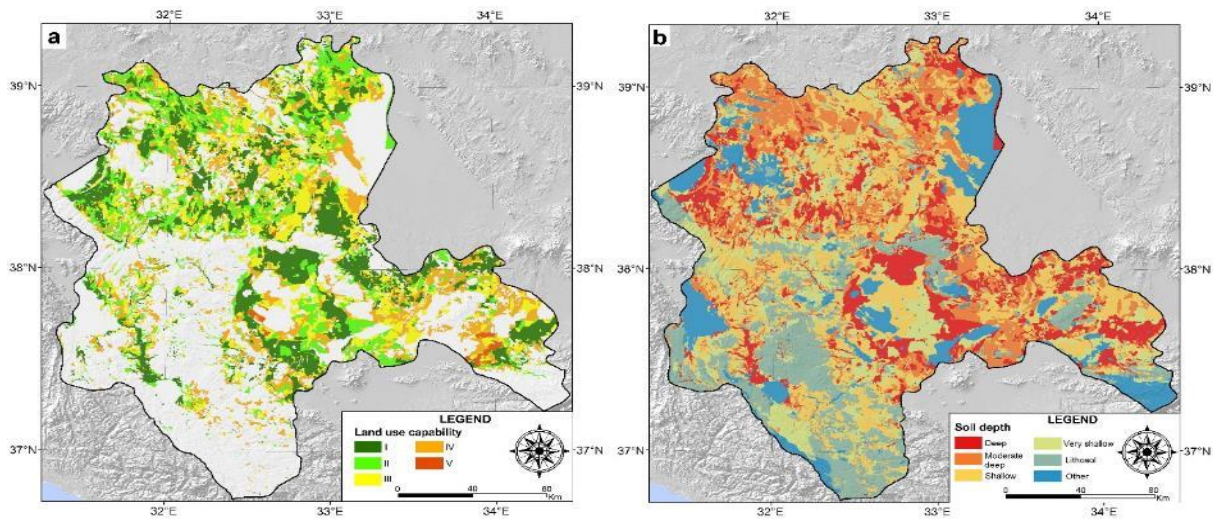 a
32°E
33°E
34°E
39°N
38°N
37°N
39°N
38°N
37°N
LEGEND
Land use capability
I
II
III
IV
V
0 40 80
Km
32°E
33°E
34°E
b
32°E
33°E
34°E
39°N
38°N
37°N
39°N
38°N
37°N
LEGEND
Soil depth
Deep
Moderate
deep
Shallow
Very shallow
Lithosol
Other
0 40 80
Km
32°E
33°E
34°E